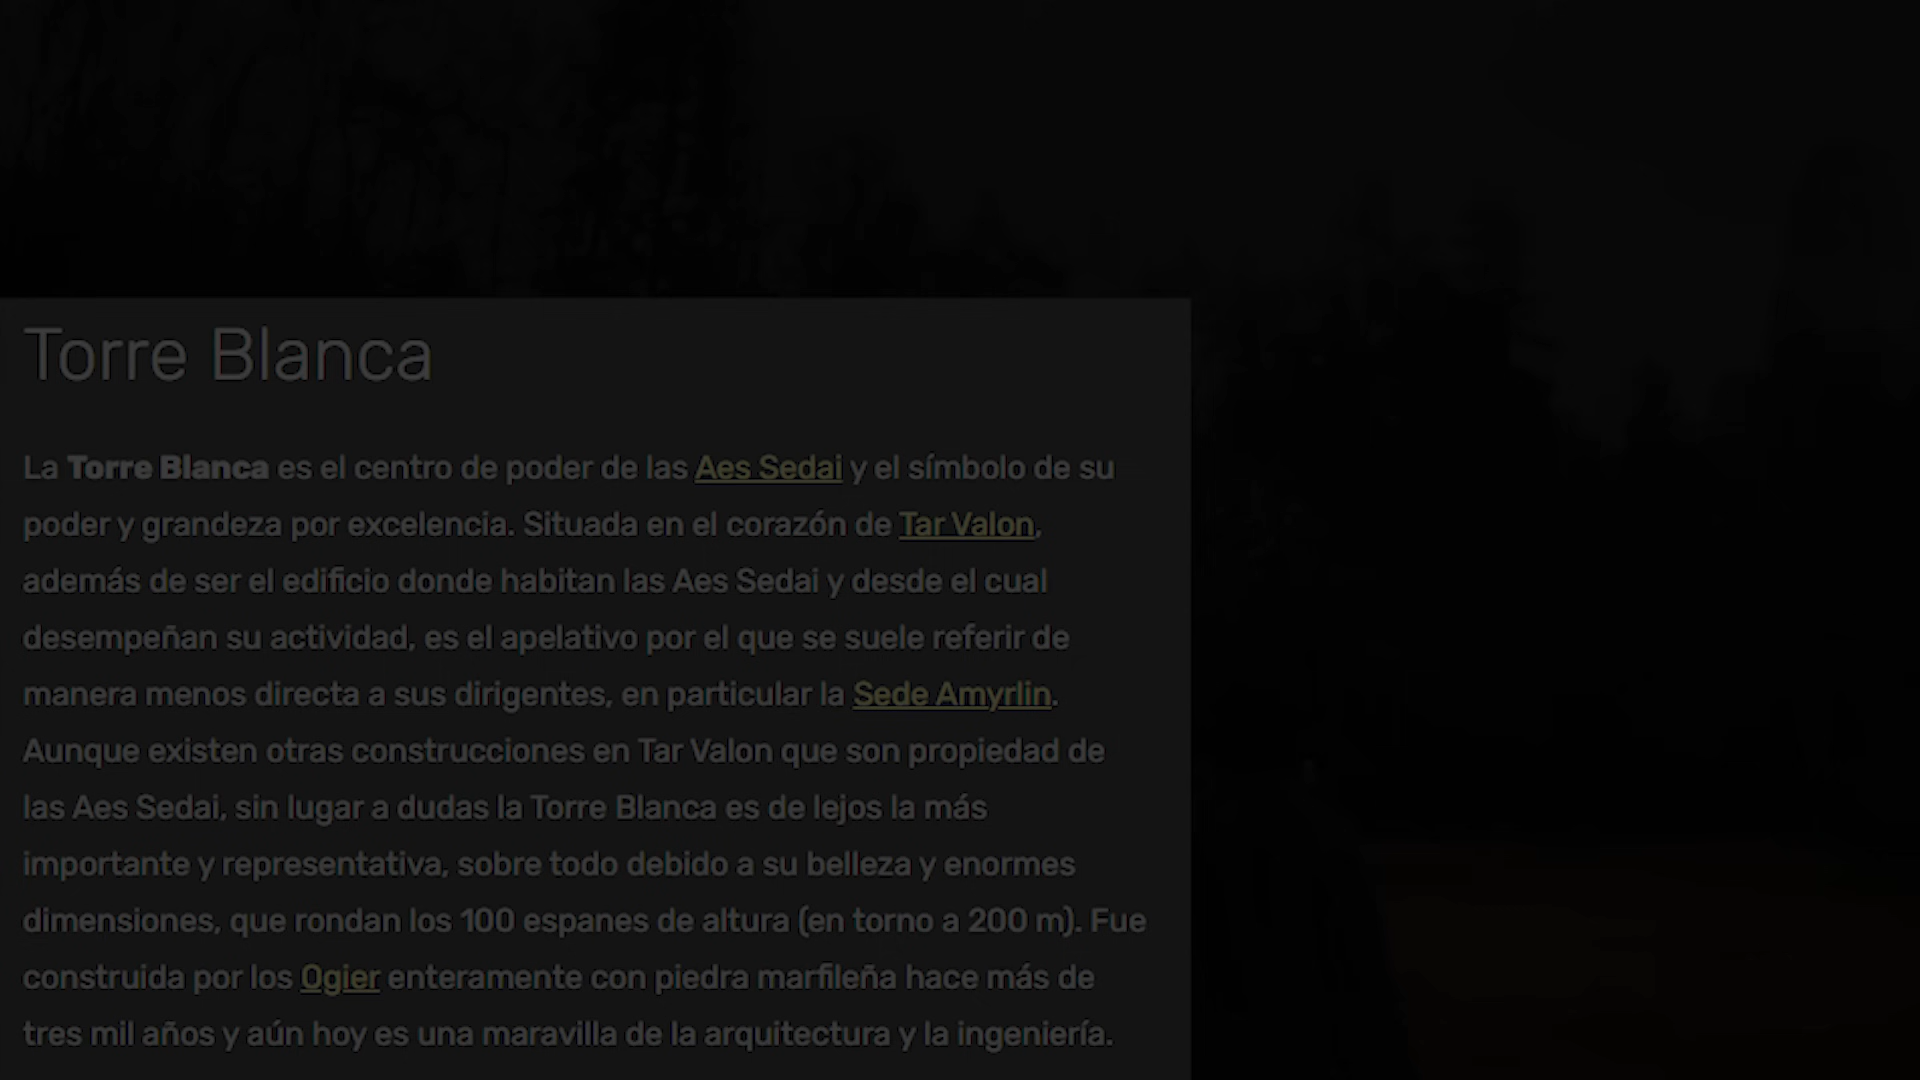 Torre Blanca
La Torre Blanca es el centro de poder de las Aes Sedai y el símbolo de su
poder y grandeza por excelencia. Situada en el corazón de Tar Valon,
además de ser el edificio donde habitan las Aes Sedai y desde el cual
desempeñan su actividad, es el apelativo por el que se suele referir de
manera menos directa a sus dirigentes, en particular la Sede Amyrlin.
Aunque existen otras construcciones en Tar Valon que son propiedad de
las Aes Sedai, sin lugar a dudas la Torre Blanca es de lejos la más
importante y representativa, sobre todo debido a su belleza y enormes
dimensiones, que rondan los 100 espanes de altura (en torno a 200 m). Fue
construida por los Ogier enteramente con piedra marfileña hace más de
tres mil años y aún hoy es una maravilla de la arquitectura y la ingeniería.